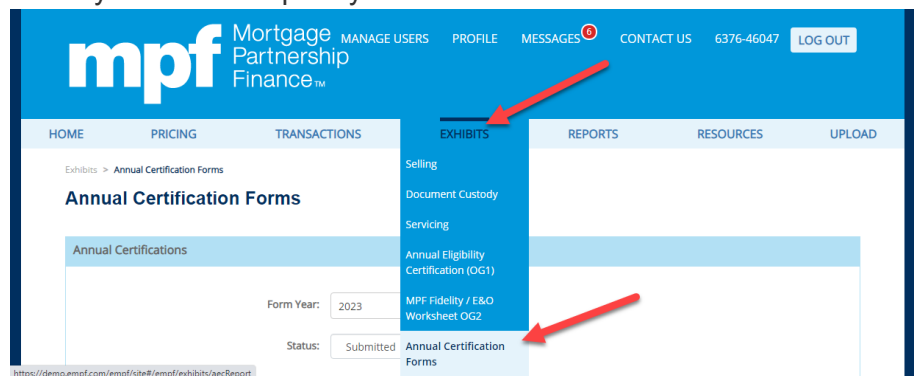 mpf Mortgage
Partnership
Finance™
MANAGE USERS PROFILE MESSAGES 6 CONTACT US 6376-46047 LOG OUT
HOME PRICING TRANSACTIONS EXHIBITS REPORTS RESOURCES UPLOAD
Exhibits > Annual Certification Forms
Annual Certification Forms
Annual Certifications
Form Year: 2023
Status: Submitted
Selling
Document Custody
Servicing
Annual Eligibility
Certification (OG1)
MPF Fidelity / E&O
Worksheet OG2
Annual Certification
Forms
https://demo.empf.com/empf/site#/empf/exhibits/aecReport